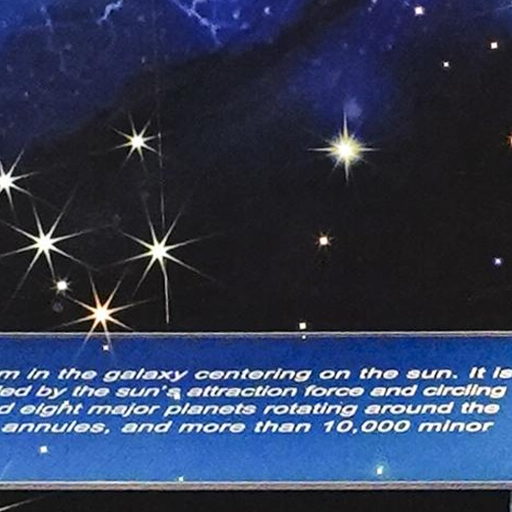 m in the galaxy centering on the sun. It is
led by the sun's attraction force and circling
d eight major planets rotating around the
annules, and more than 10,000 minor